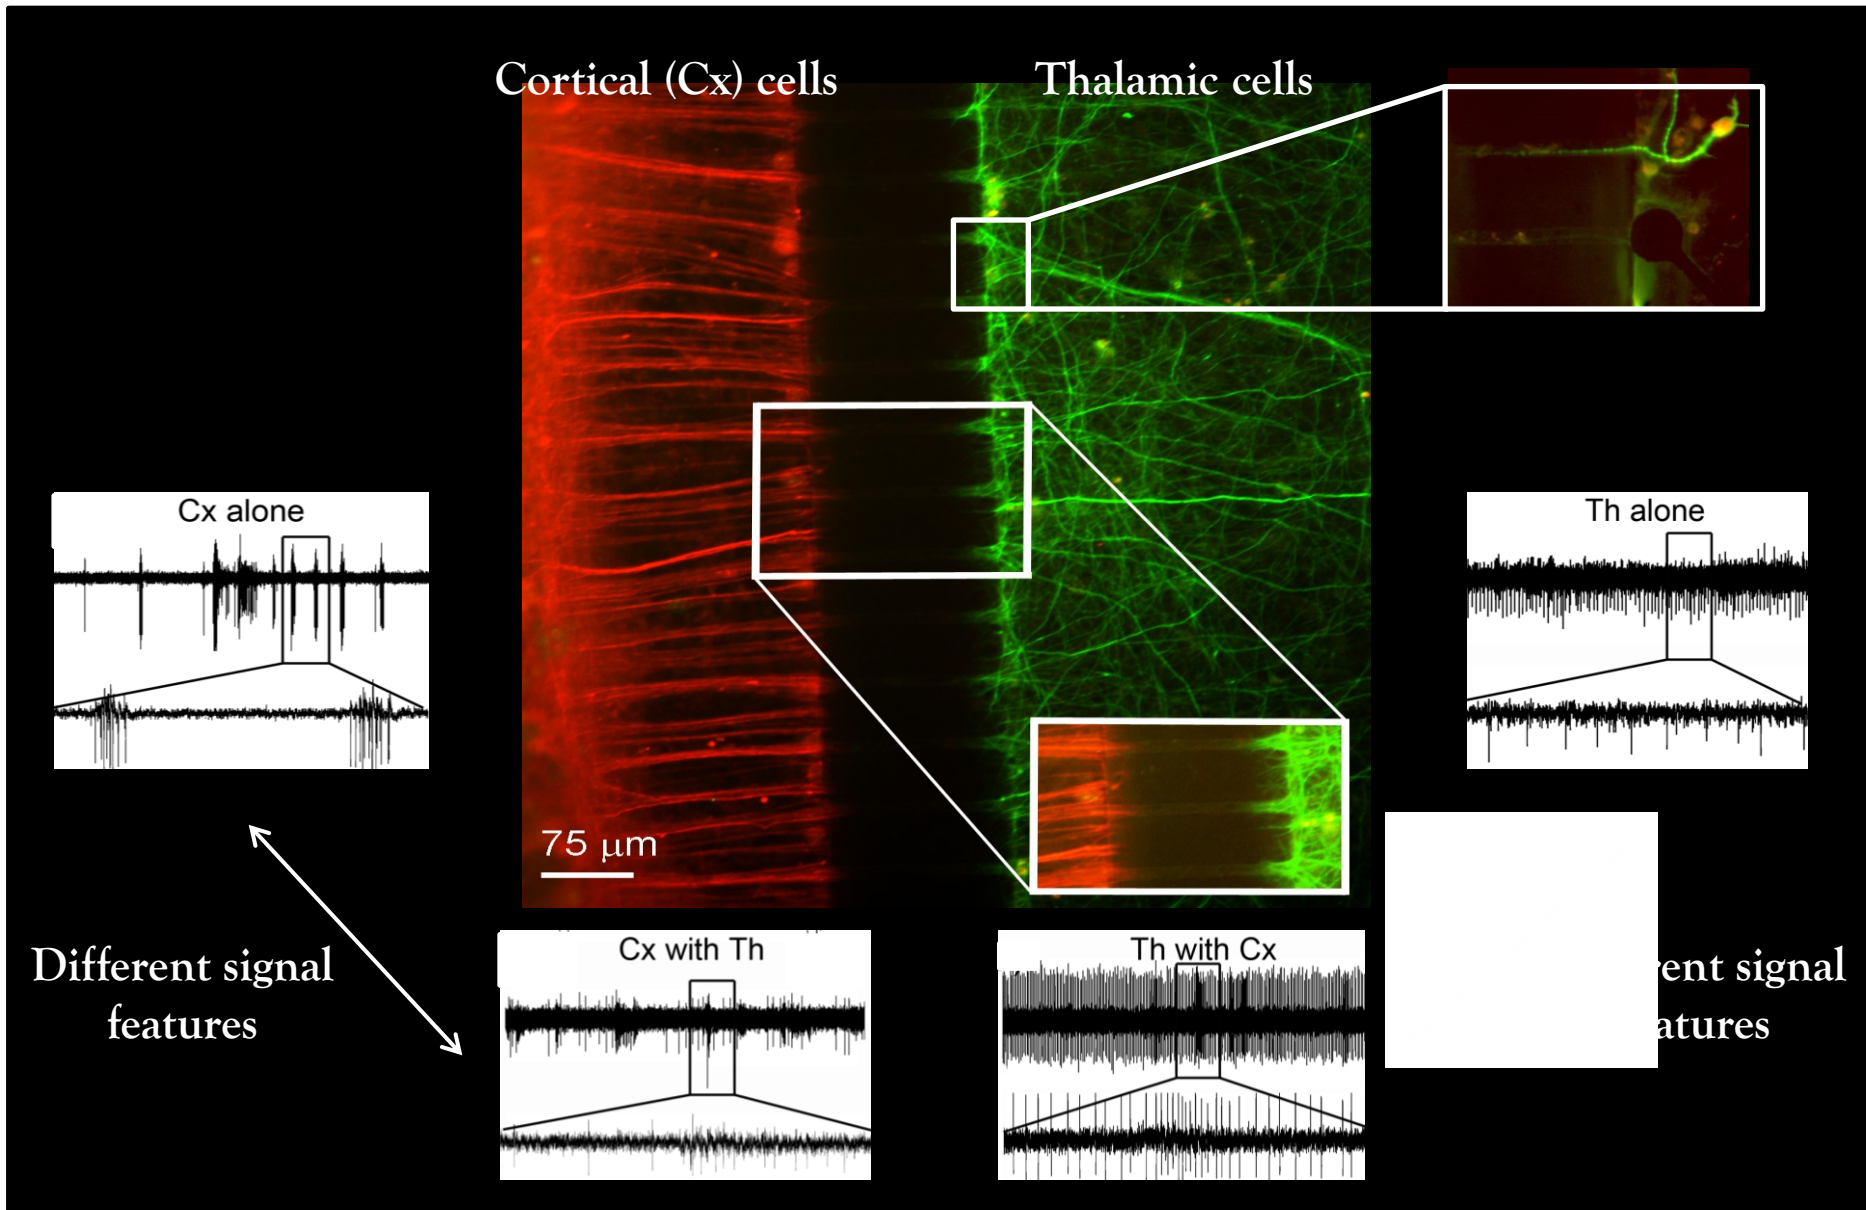 Cortical (Cx) cells
Thalamic cells
Cx alone
Th alone
75 μm
Different signal
features
Cx with Th
Th with Cx
rent signal
atures